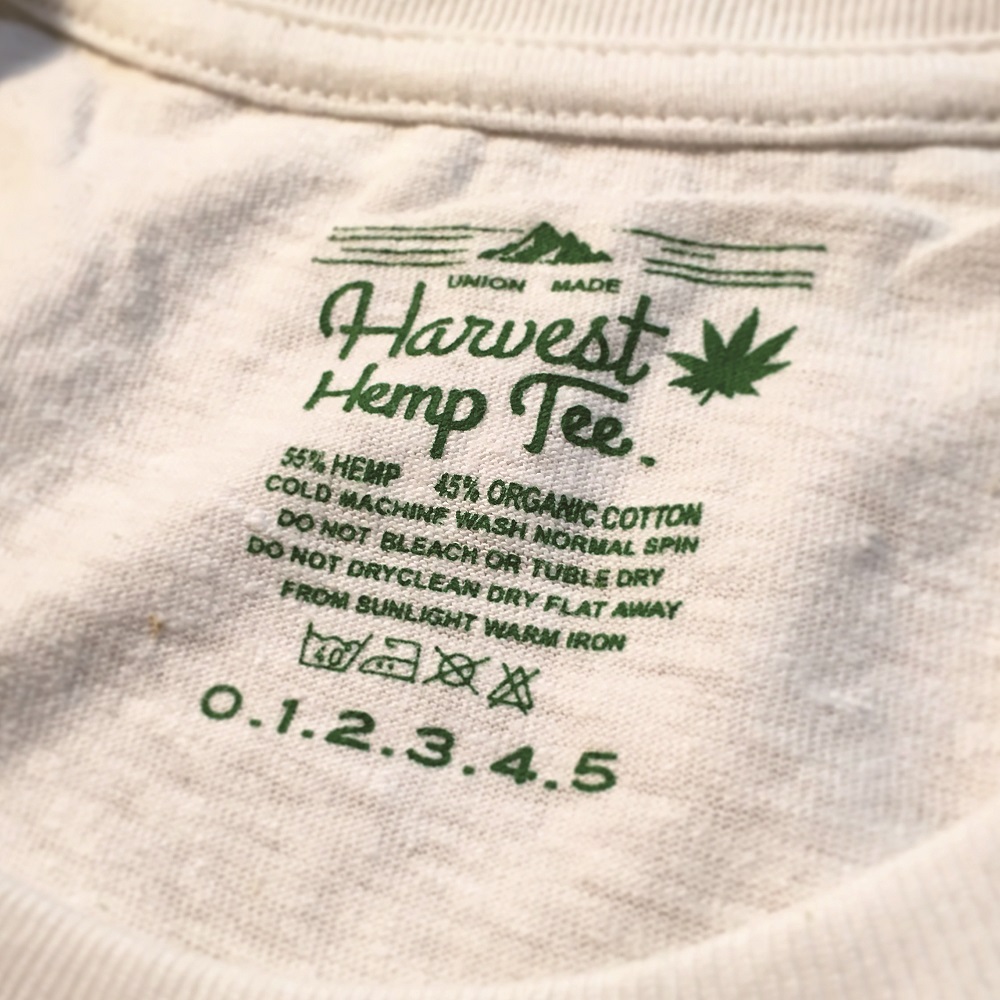 UNION MADE
Harvest
Hemp Tee.
55% HEMP 45% ORGANIC COTTON
COLD MACHINE WASH NORMAL SPIN
DO NOT BLEACH OR TUBLE DRY
DO NOT DRYCLEAN DRY FLAT AWAY
FROM SUNLIGHT WARM IRON
40
0.1.2.3.4.5